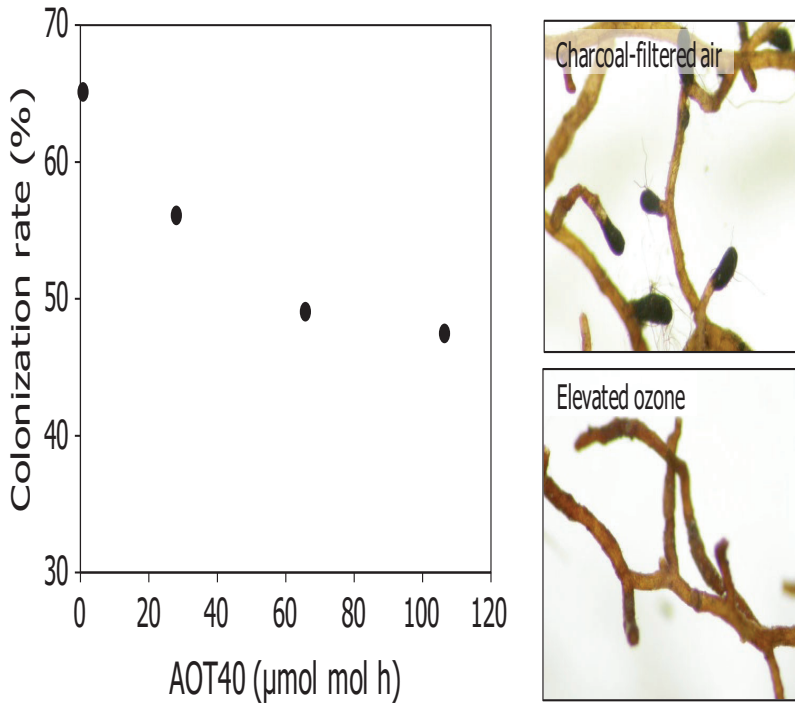 70
60
50
40
30
Colonization rate (%)
0 20 40 60 80 100 120
AOT40 (μmol mol h)
Charcoal-filtered air
Elevated ozone